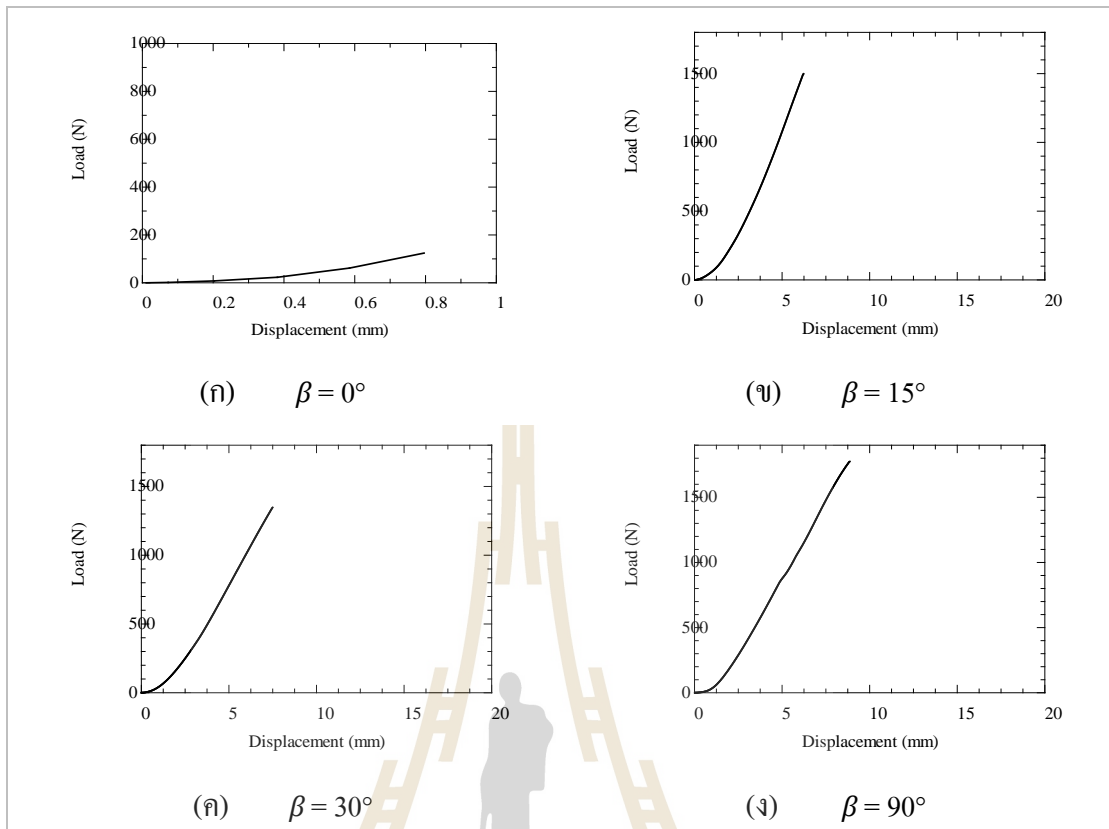 1000
800
600
400
200
0
Load (N)
0 0.2 0.4 0.6 0.8 1
Displacement (mm)
(ก) β = 0°
1500
1000
500
0
Load (N)
0 5 10 15 20
Displacement (mm)
(ข) β = 15°
1500
1000
500
0
Load (N)
0 5 10 15 20
Displacement (mm)
(ค) β = 30°
1500
1000
500
0
Load (N)
0 5 10 15 20
Displacement (mm)
(ง) β = 90°